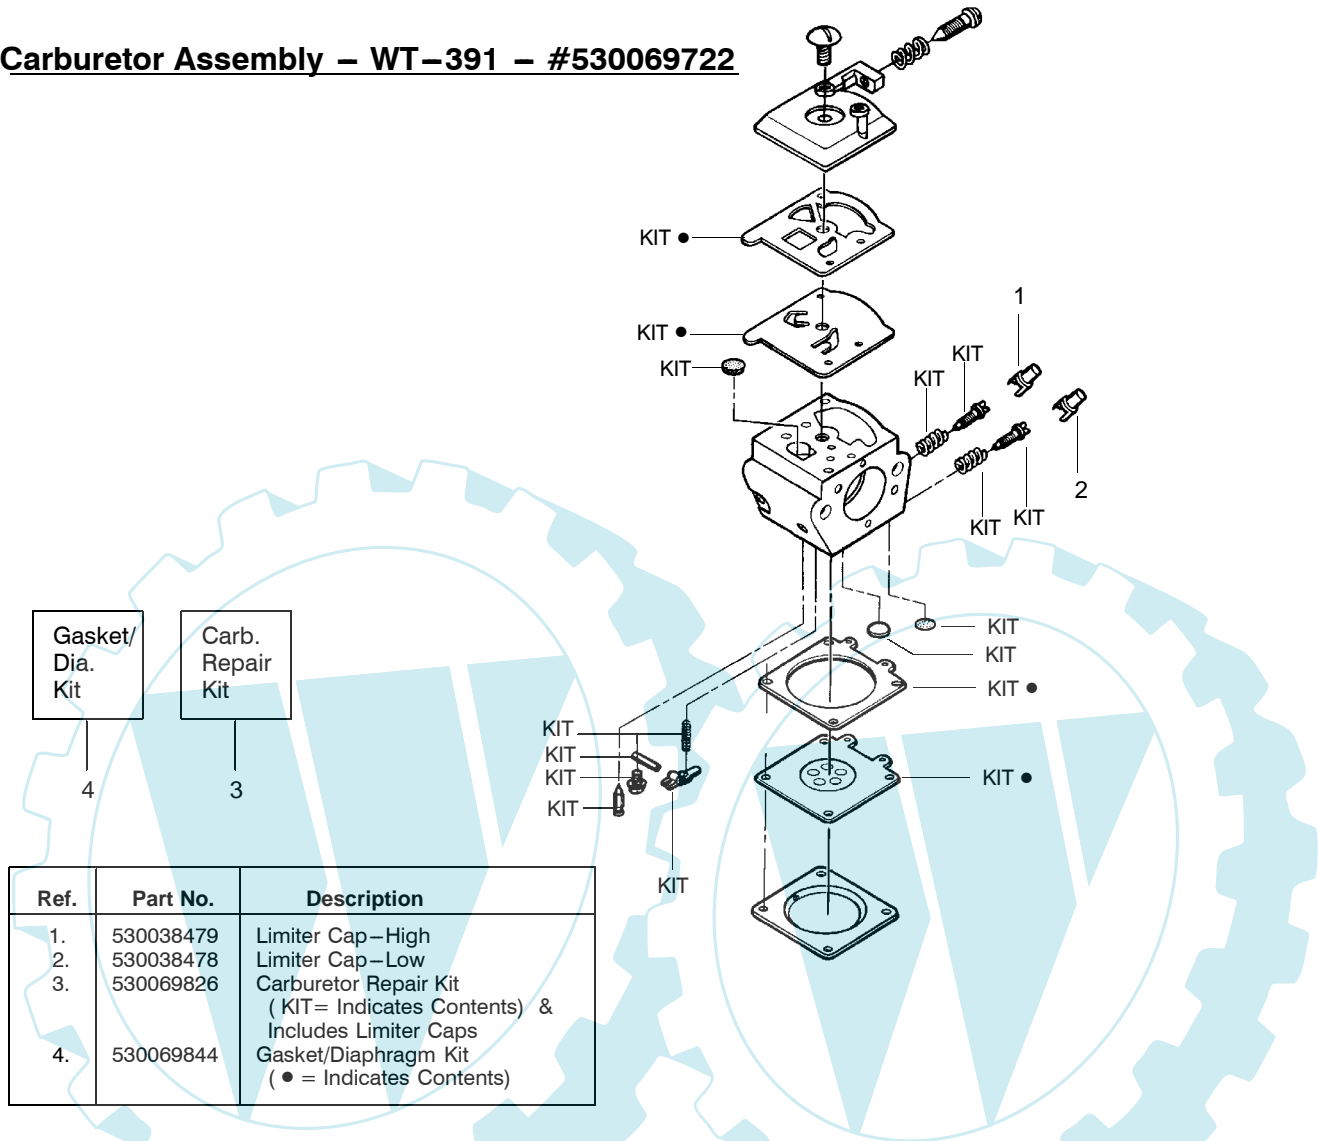 Carburetor Assembly – WT–391 – #530069722
KIT ●
KIT ●
KIT
1
KIT
KIT
2
KIT
KIT
KIT
KIT
KIT ●
KIT ●
KIT
KIT
KIT
KIT
KIT
Gasket/
Dia.
Kit
4
Carb.
Repair
Kit
3
Ref. Part No. Description
1. 530038479 Limiter Cap–High
2. 530038478 Limiter Cap–Low
3. 530069826 Carburetor Repair Kit
( KIT= Indicates Contents) &
Includes Limiter Caps
4. 530069844 Gasket/Diaphragm Kit
( ● = Indicates Contents)